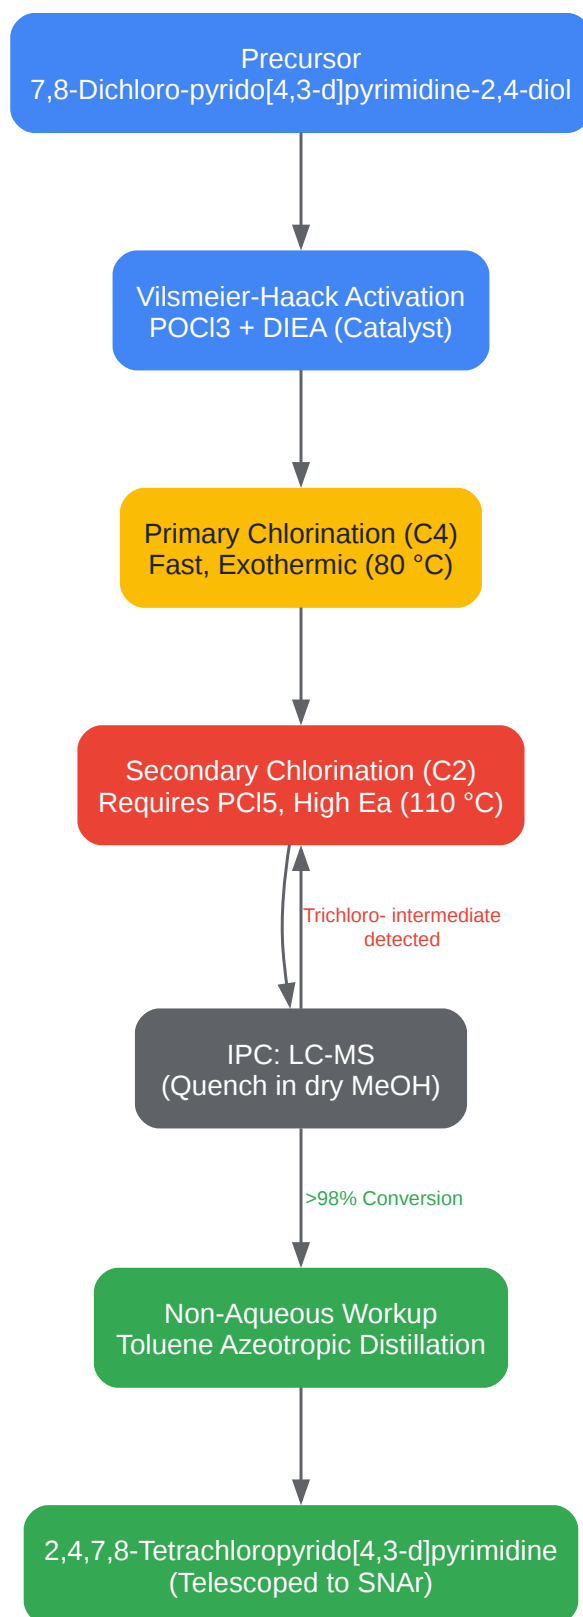 Precursor
7,8-Dichloro-pyrido[4,3-d]pyrimidine-2,4-diol
Vilsmeier-Haack Activation
POCl3 + DIEA (Catalyst)
Primary Chlorination (C4)
Fast, Exothermic (80 °C)
Secondary Chlorination (C2)
Requires PCl5, High Ea (110 °C)
Trichloro- intermediate
detected
IPC: LC-MS
(Quench in dry MeOH)
>98% Conversion
Non-Aqueous Workup
Toluene Azeotropic Distillation
2,4,7,8-Tetrachloropyrido[4,3-d]pyrimidine
(Telescoped to SNAr)